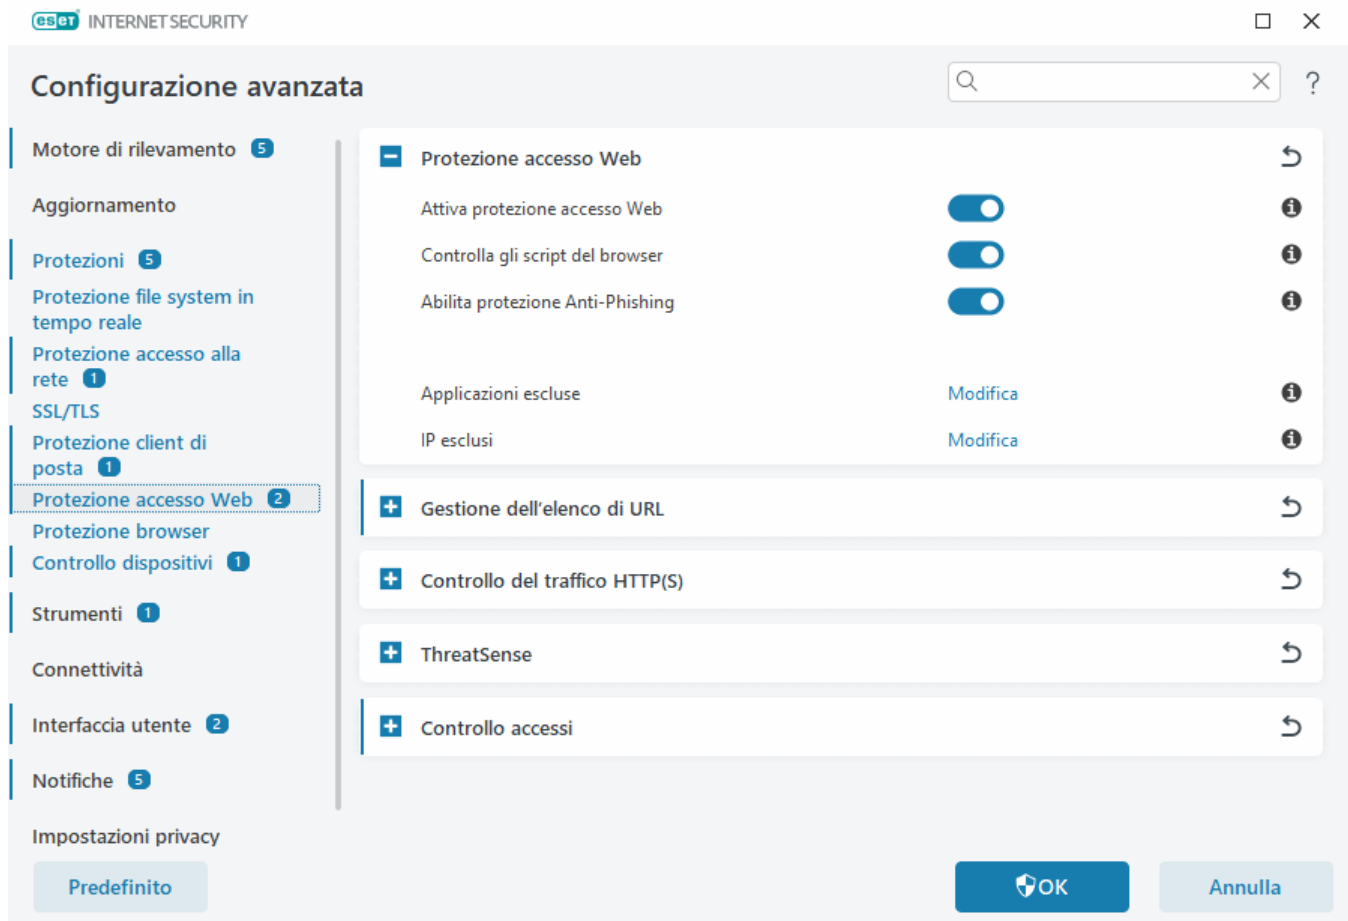 eset INTERNET SECURITY
Configurazione avanzata
?
Motore di rilevamento 5
Aggiornamento
Protezioni 5
Protezione file system in
tempo reale
Protezione accesso alla
rete 1
SSL/TLS
Protezione client di
posta 1
Protezione accesso Web 2
Protezione browser
Controllo dispositivi 1
Strumenti 1
Connettività
Interfaccia utente 2
Notifiche 5
Impostazioni privacy
Protezione accesso Web
Attiva protezione accesso Web
Controlla gli script del browser
Abilita protezione Anti-Phishing
Applicazioni escluse Modifica
IP esclusi Modifica
Gestione dell'elenco di URL
Controllo del traffico HTTP(S)
ThreatSense
Controllo accessi
Predefinito
OK
Annulla